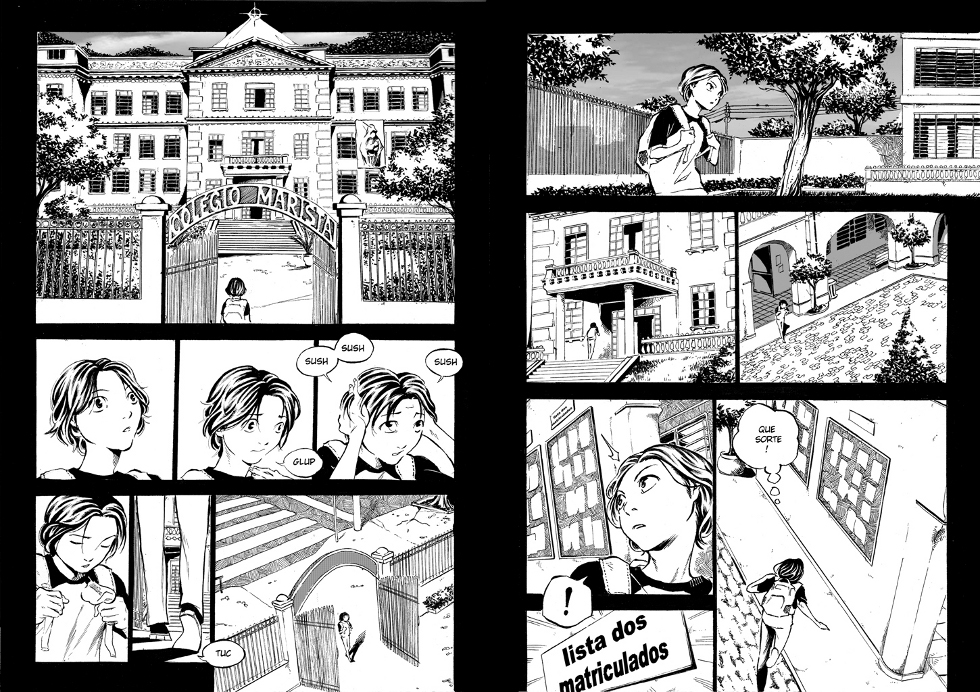 COLEGIO MARISTA
SUSH
SUSH
SUSH
GLUP
TUC
QUE
SORTE
!
!
lista dos
matriculados